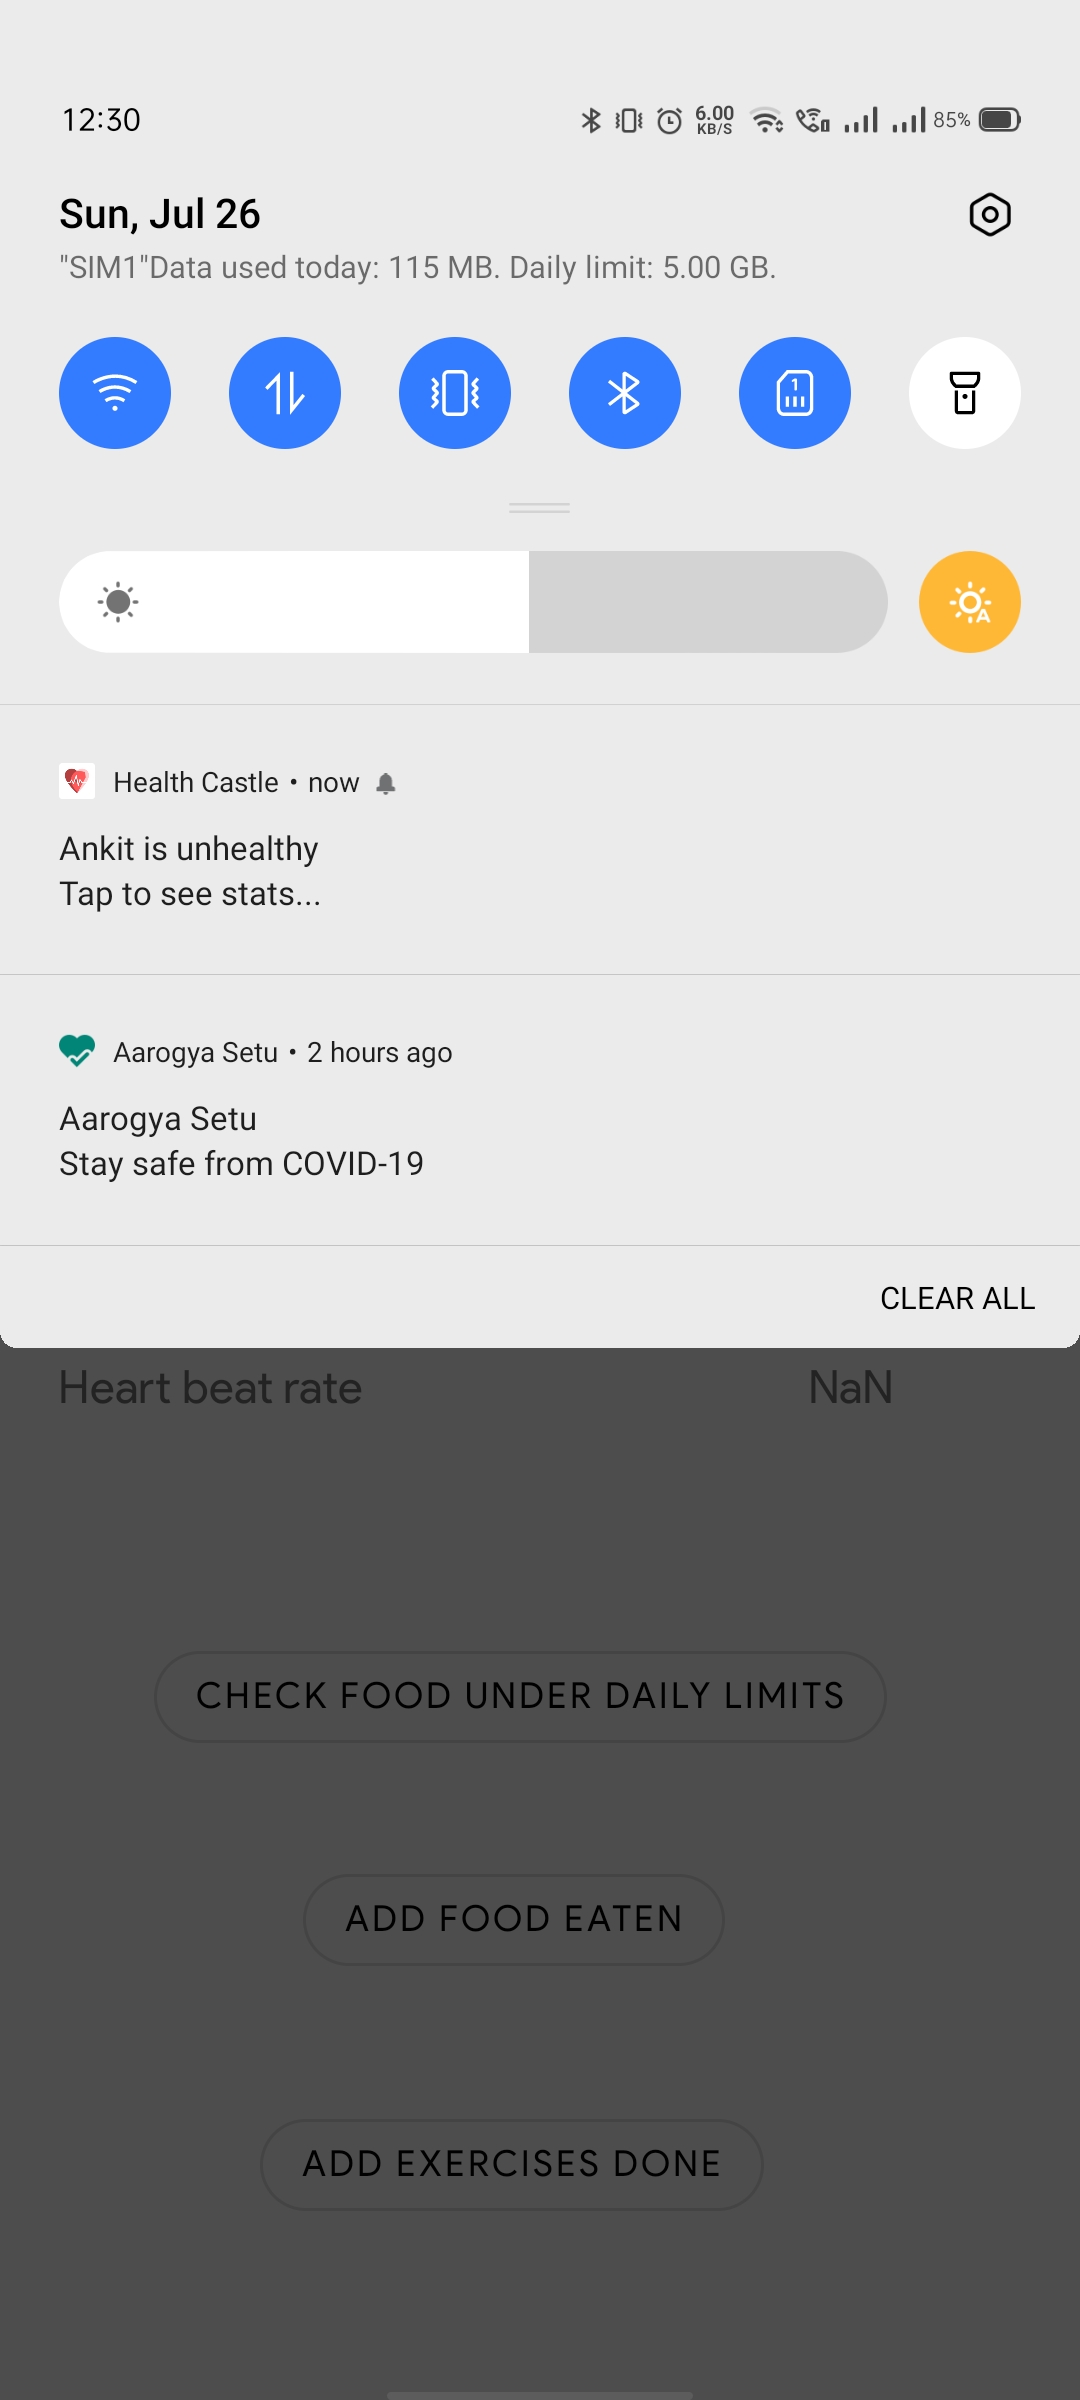 12:30 6.00 KB/S 85%
Sun, Jul 26
"SIM1"Data used today: 115 MB. Daily limit: 5.00 GB.
1
A
Health Castle • now
Ankit is unhealthy
Tap to see stats...
Aarogya Setu • 2 hours ago
Aarogya Setu
Stay safe from COVID-19
CLEAR ALL
Heart beat rate NaN
CHECK FOOD UNDER DAILY LIMITS
ADD FOOD EATEN
ADD EXERCISES DONE